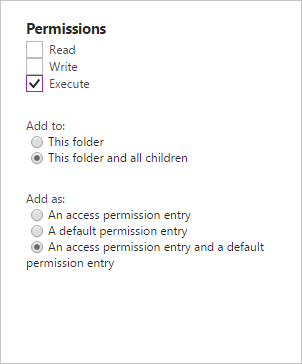 Permissions
Read
Write
Execute
Add to:
This folder
This folder and all children
Add as:
An access permission entry
A default permission entry
An access permission entry and a default
permission entry